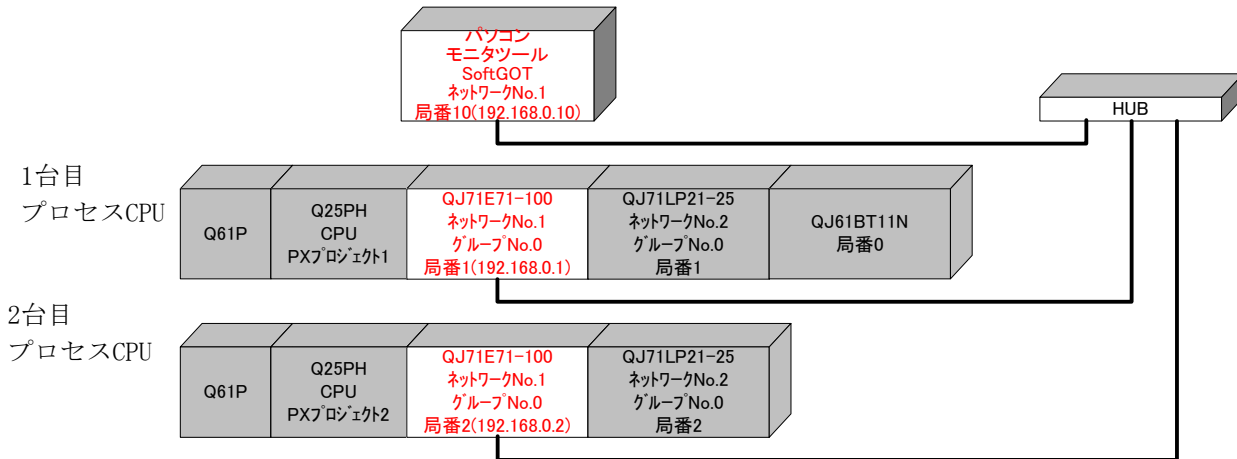 パソコン
モニタツール
SoftGOT
ネットワークNo.1
局番10(192.168.0.10)
HUB
1台目
プロセスCPU
Q61P
Q25PH
CPU
PXプロジェクト1
QJ71E71-100
ネットワークNo.1
グループNo.0
局番1(192.168.0.1)
QJ71LP21-25
ネットワークNo.2
グループNo.0
局番1
QJ61BT11N
局番0
2台目
プロセスCPU
Q61P
Q25PH
CPU
PXプロジェクト2
QJ71E71-100
ネットワークNo.1
グループNo.0
局番2(192.168.0.2)
QJ71LP21-25
ネットワークNo.2
グループNo.0
局番2